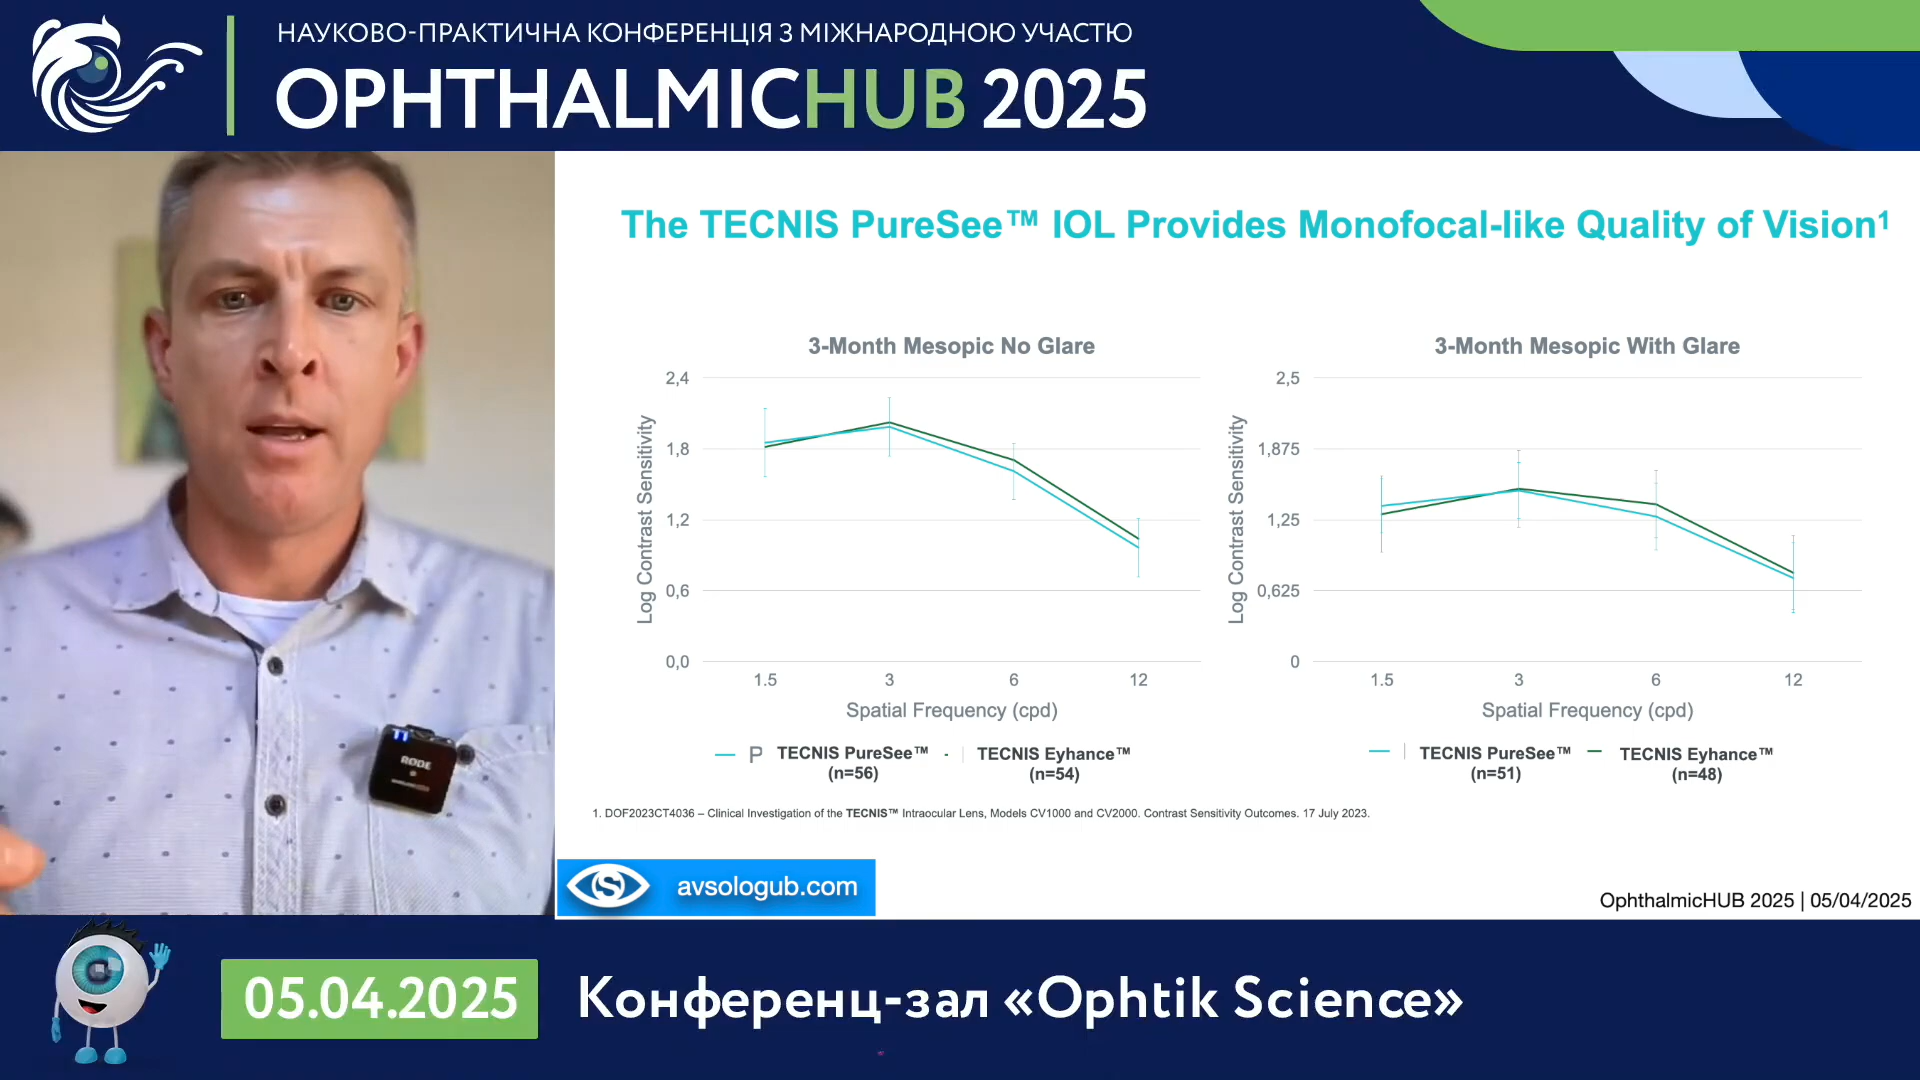 НАУКОВО-ПРАКТИЧНА КОНФЕРЕНЦІЯ З МІЖНАРОДНОЮ УЧАСТЮ
OPHTHALMICHUB 2025
The TECNIS PureSee™ IOL Provides Monofocal-like Quality of Vision¹
3-Month Mesopic No Glare
Log Contrast Sensitivity
2,4
1,8
1,2
0,6
0,0
1.5 3 6 12
Spatial Frequency (cpd)
P TECNIS PureSee™ TECNIS Eyhance™
(n=56) (n=54)
3-Month Mesopic With Glare
Log Contrast Sensitivity
2,5
1,875
1,25
0,625
0
1.5 3 6 12
Spatial Frequency (cpd)
TECNIS PureSee™ TECNIS Eyhance™
(n=51) (n=48)
1. DOF2023CT4036 – Clinical Investigation of the TECNIS™ Intraocular Lens, Models CV1000 and CV2000. Contrast Sensitivity Outcomes. 17 July 2023.
RØDE
avsologub.com
OphthalmicHUB 2025 | 05/04/2025
05.04.2025
Конференц-зал «Ophtik Science»